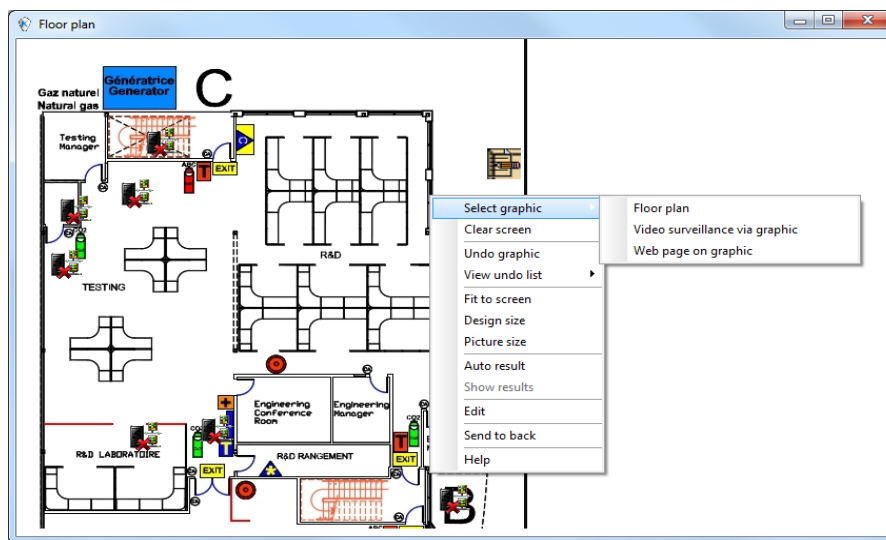 Floor plan
Génératrice
Generator
C
Gaz naturel
Natural gas
Testing
Manager
C
ABC
T
EXIT
R&D
TESTING
Engineering
Conference
Room
Engineering
Manager
CO2
T
EXIT
R&D LABORATOIRE
R&D RANGEMENT
EXIT
T
B
Select graphic
Clear screen
Undo graphic
View undo list
Fit to screen
Design size
Picture size
Auto result
Show results
Edit
Send to back
Help
Floor plan
Video surveillance via graphic
Web page on graphic